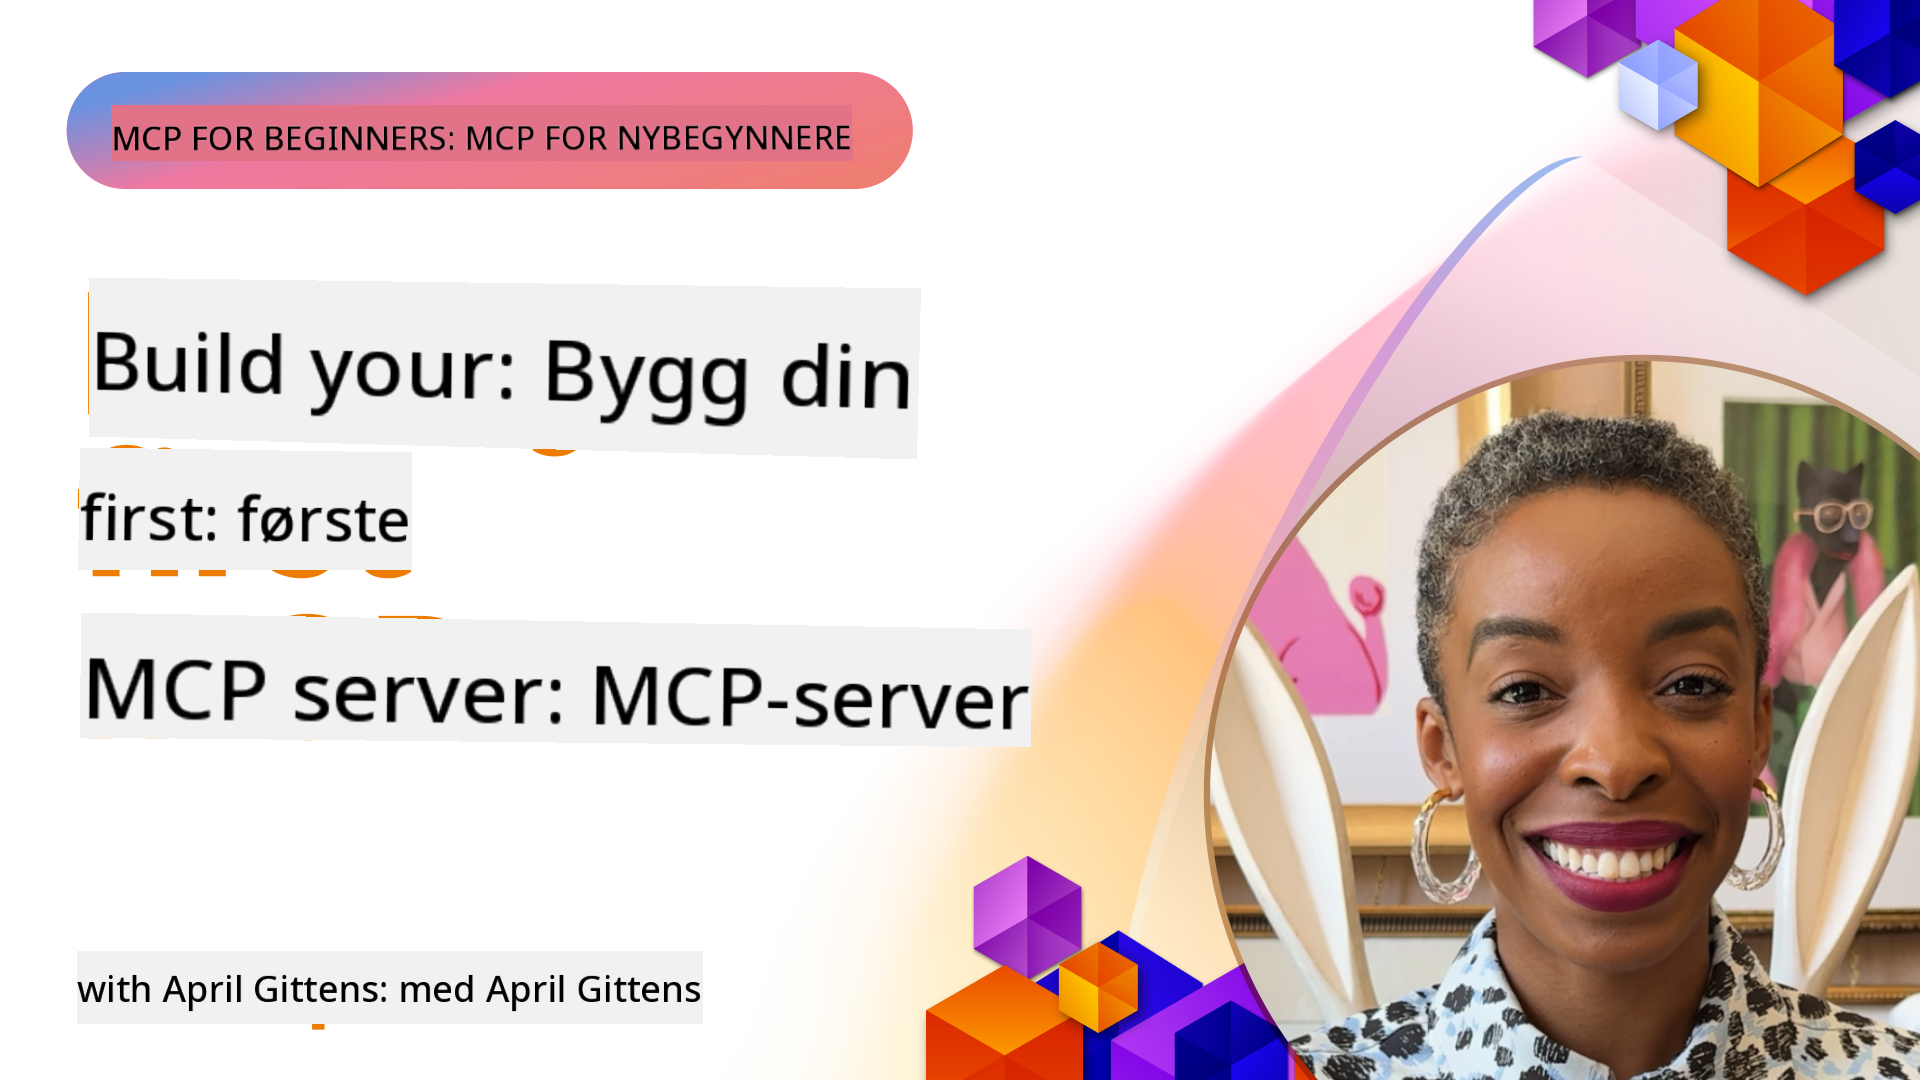 MCP FOR BEGINNERS: MCP FOR NYBEGYNNERE
Build your: Bygg din
first: første
MCP server: MCP-server
with April Gittens: med April Gittens